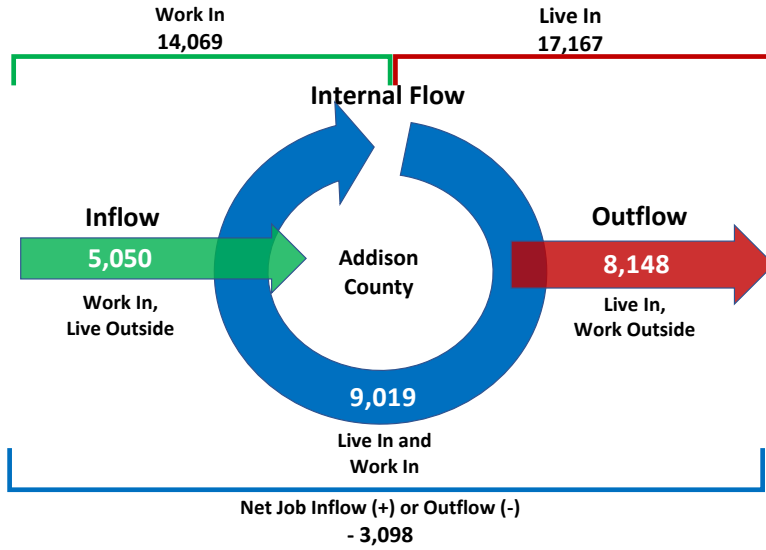 Work In
14,069
Live In
17,167
Internal Flow
Inflow
5,050
Work In,
Live Outside
Addison
County
Outflow
8,148
Live In,
Work Outside
9,019
Live In and
Work In
Net Job Inflow (+) or Outflow (-)
- 3,098